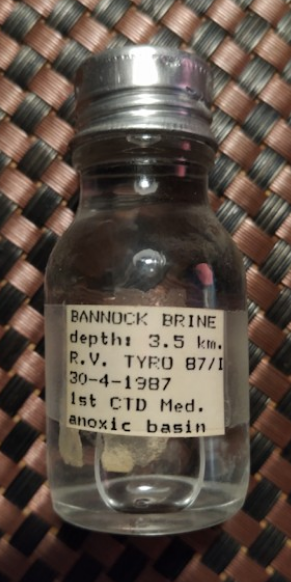 BANNOCK BRINE
depth: 3.5 km.
R.V. TYRO 87/I
30-4-1987
1st CTD Med.
anoxic basin